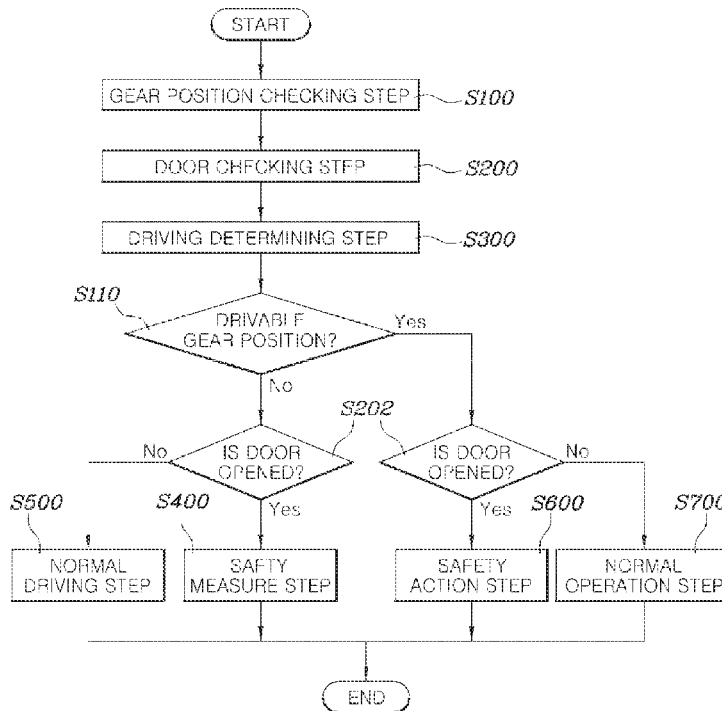 START
GEAR POSITION CHECKING STEP
S100
DOOR CHECKING STEP
S200
DRIVING DETERMINING STEP
S300
S110
DRIVABLE
GEAR POSITION?
Yes
No
S202
No
IS DOOR
OPENED?
Yes
IS DOOR
OPENED?
No
Yes
S500
S400
S600
S700
NORMAL
DRIVING STEP
SAFTY
MEASURE STEP
SAFETY
ACTION STEP
NORMAL
OPERATION STEP
END